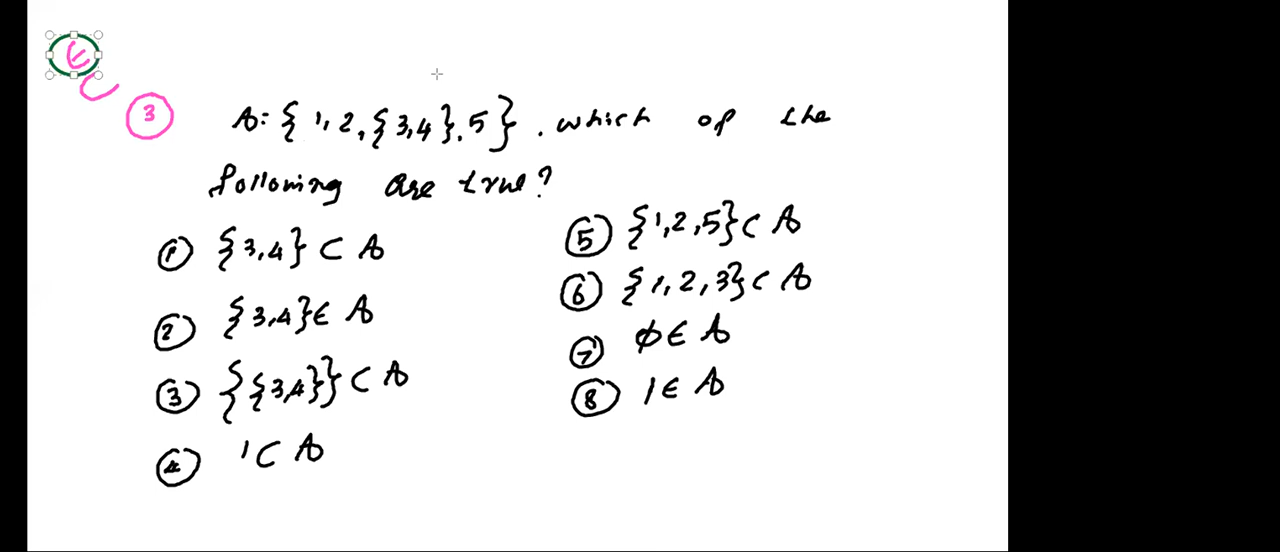 ∈
⊂
③ A: { 1, 2, {3,4}, 5 }. which of the
following are true?
① {3,4} ⊂ A
② {3,4} ∈ A
③ {{3,4}} ⊂ A
④ 1 ⊂ A
⑤ {1,2,5} ⊂ A
⑥ {1,2,3} ⊂ A
⑦ ϕ ∈ A
⑧ 1 ∈ A